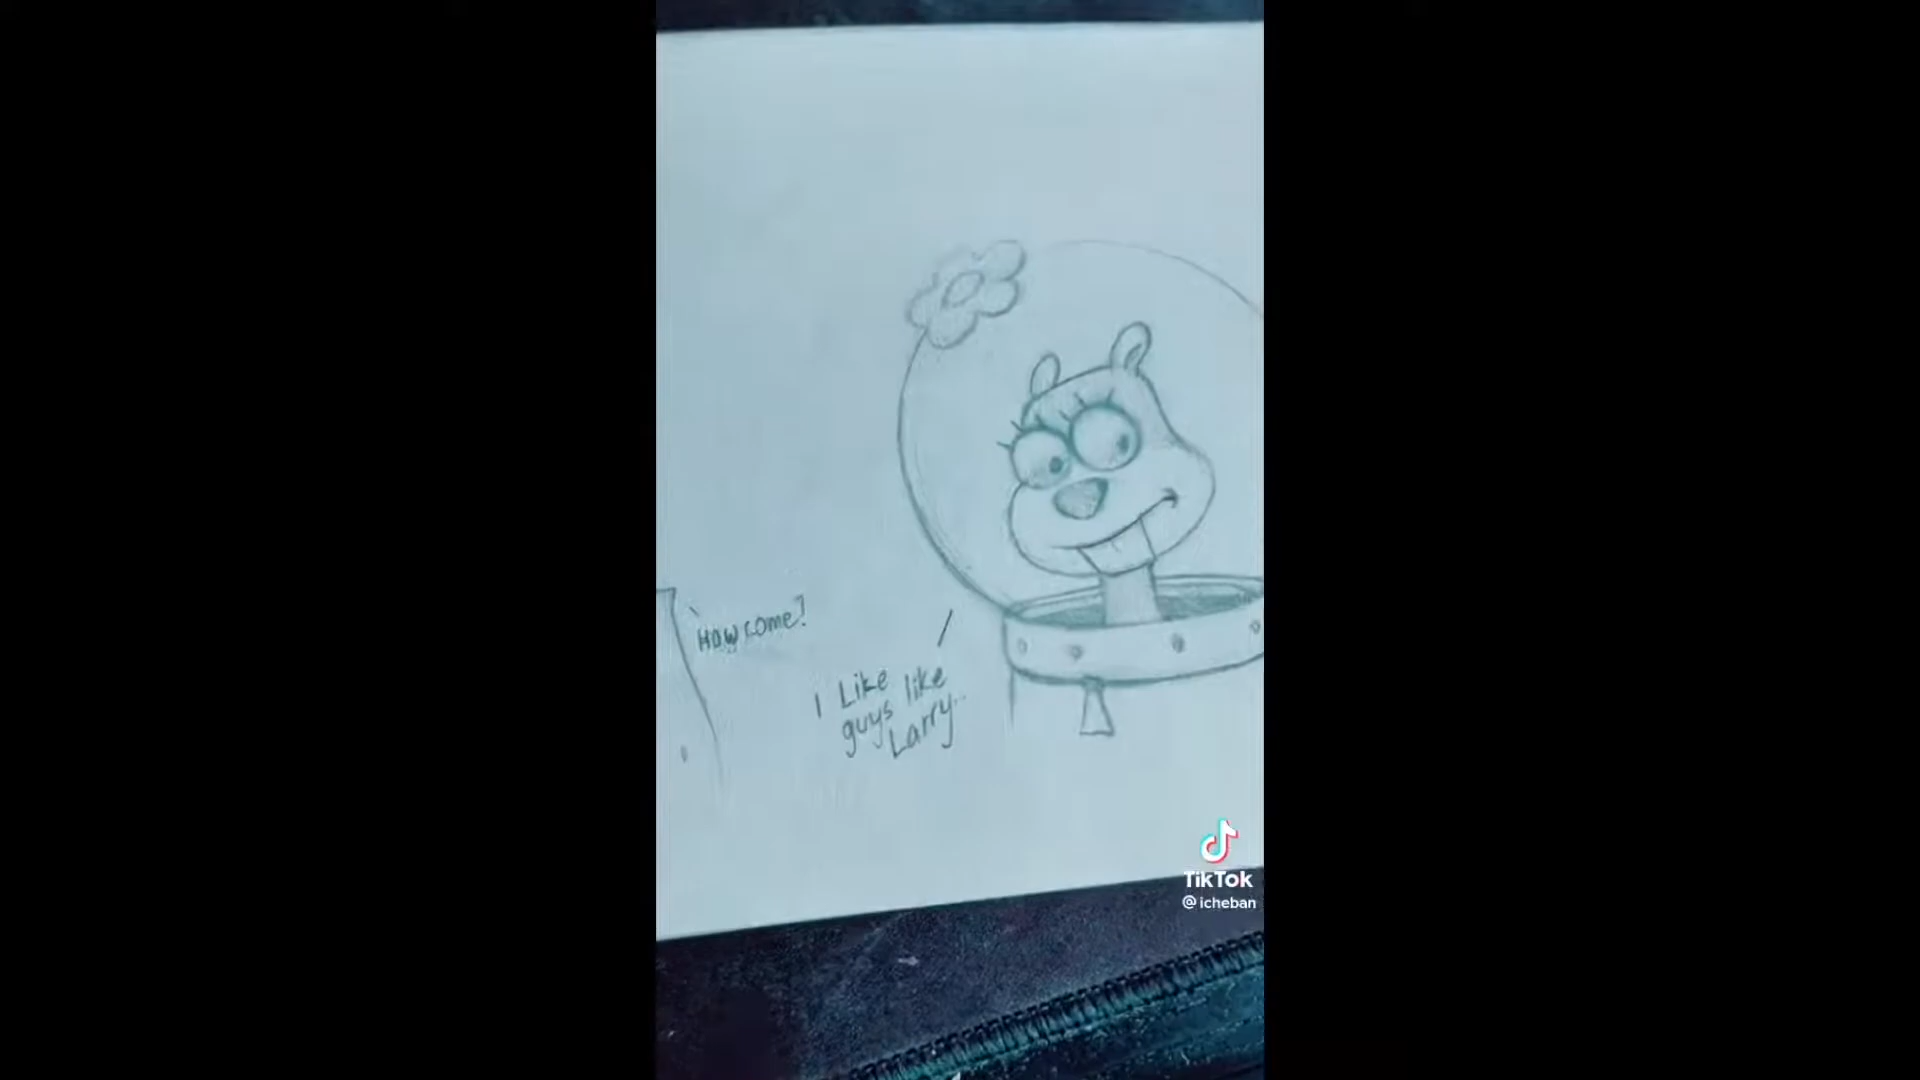 HOW COME?
I Like
guys like
Larry..
TikTok
@icheban